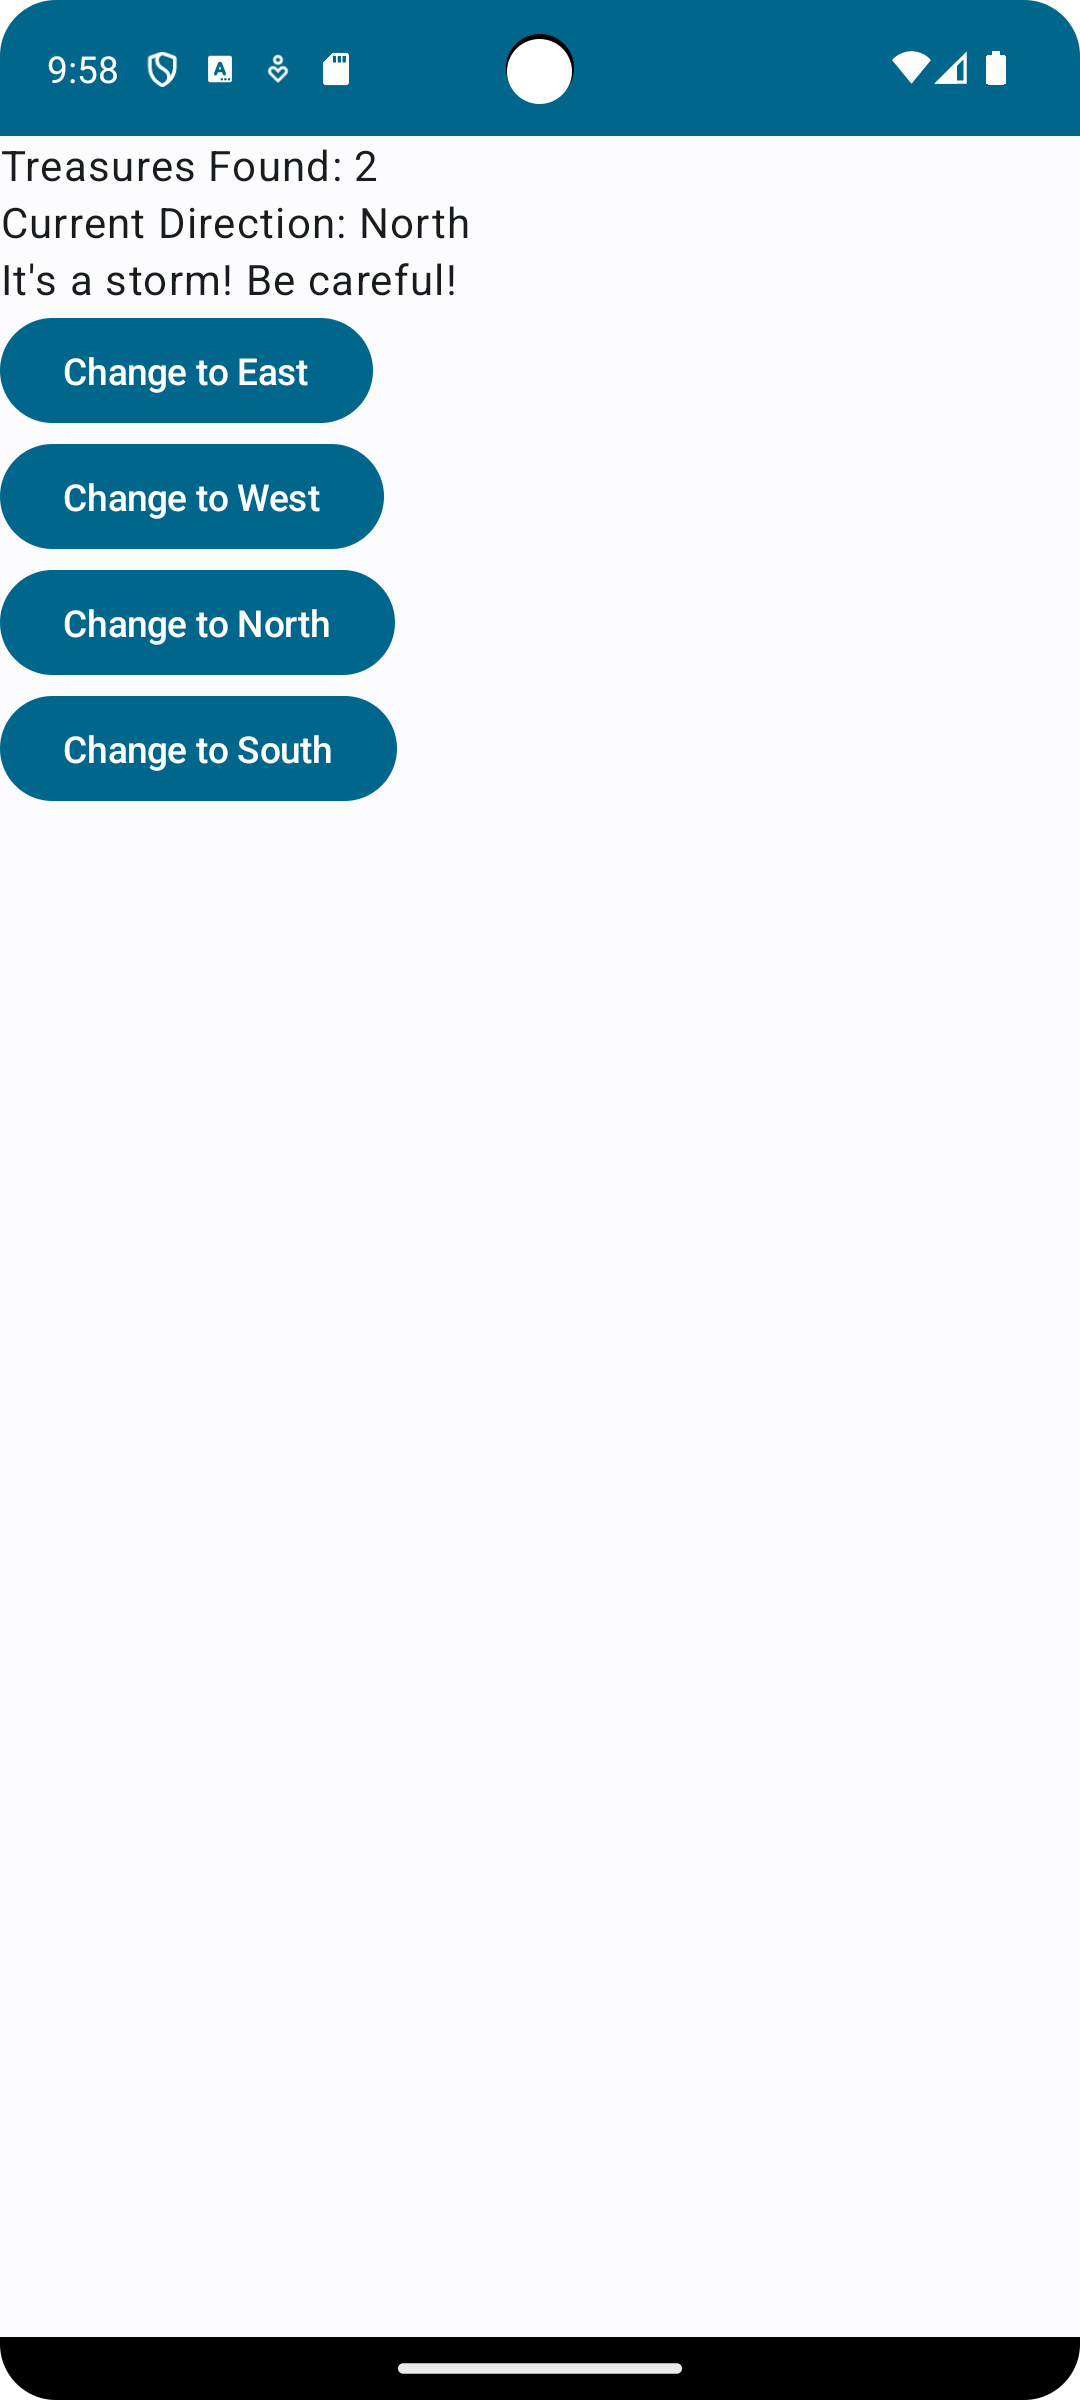 9:58
Treasures Found: 2
Current Direction: North
It's a storm! Be careful!
Change to East
Change to West
Change to North
Change to South